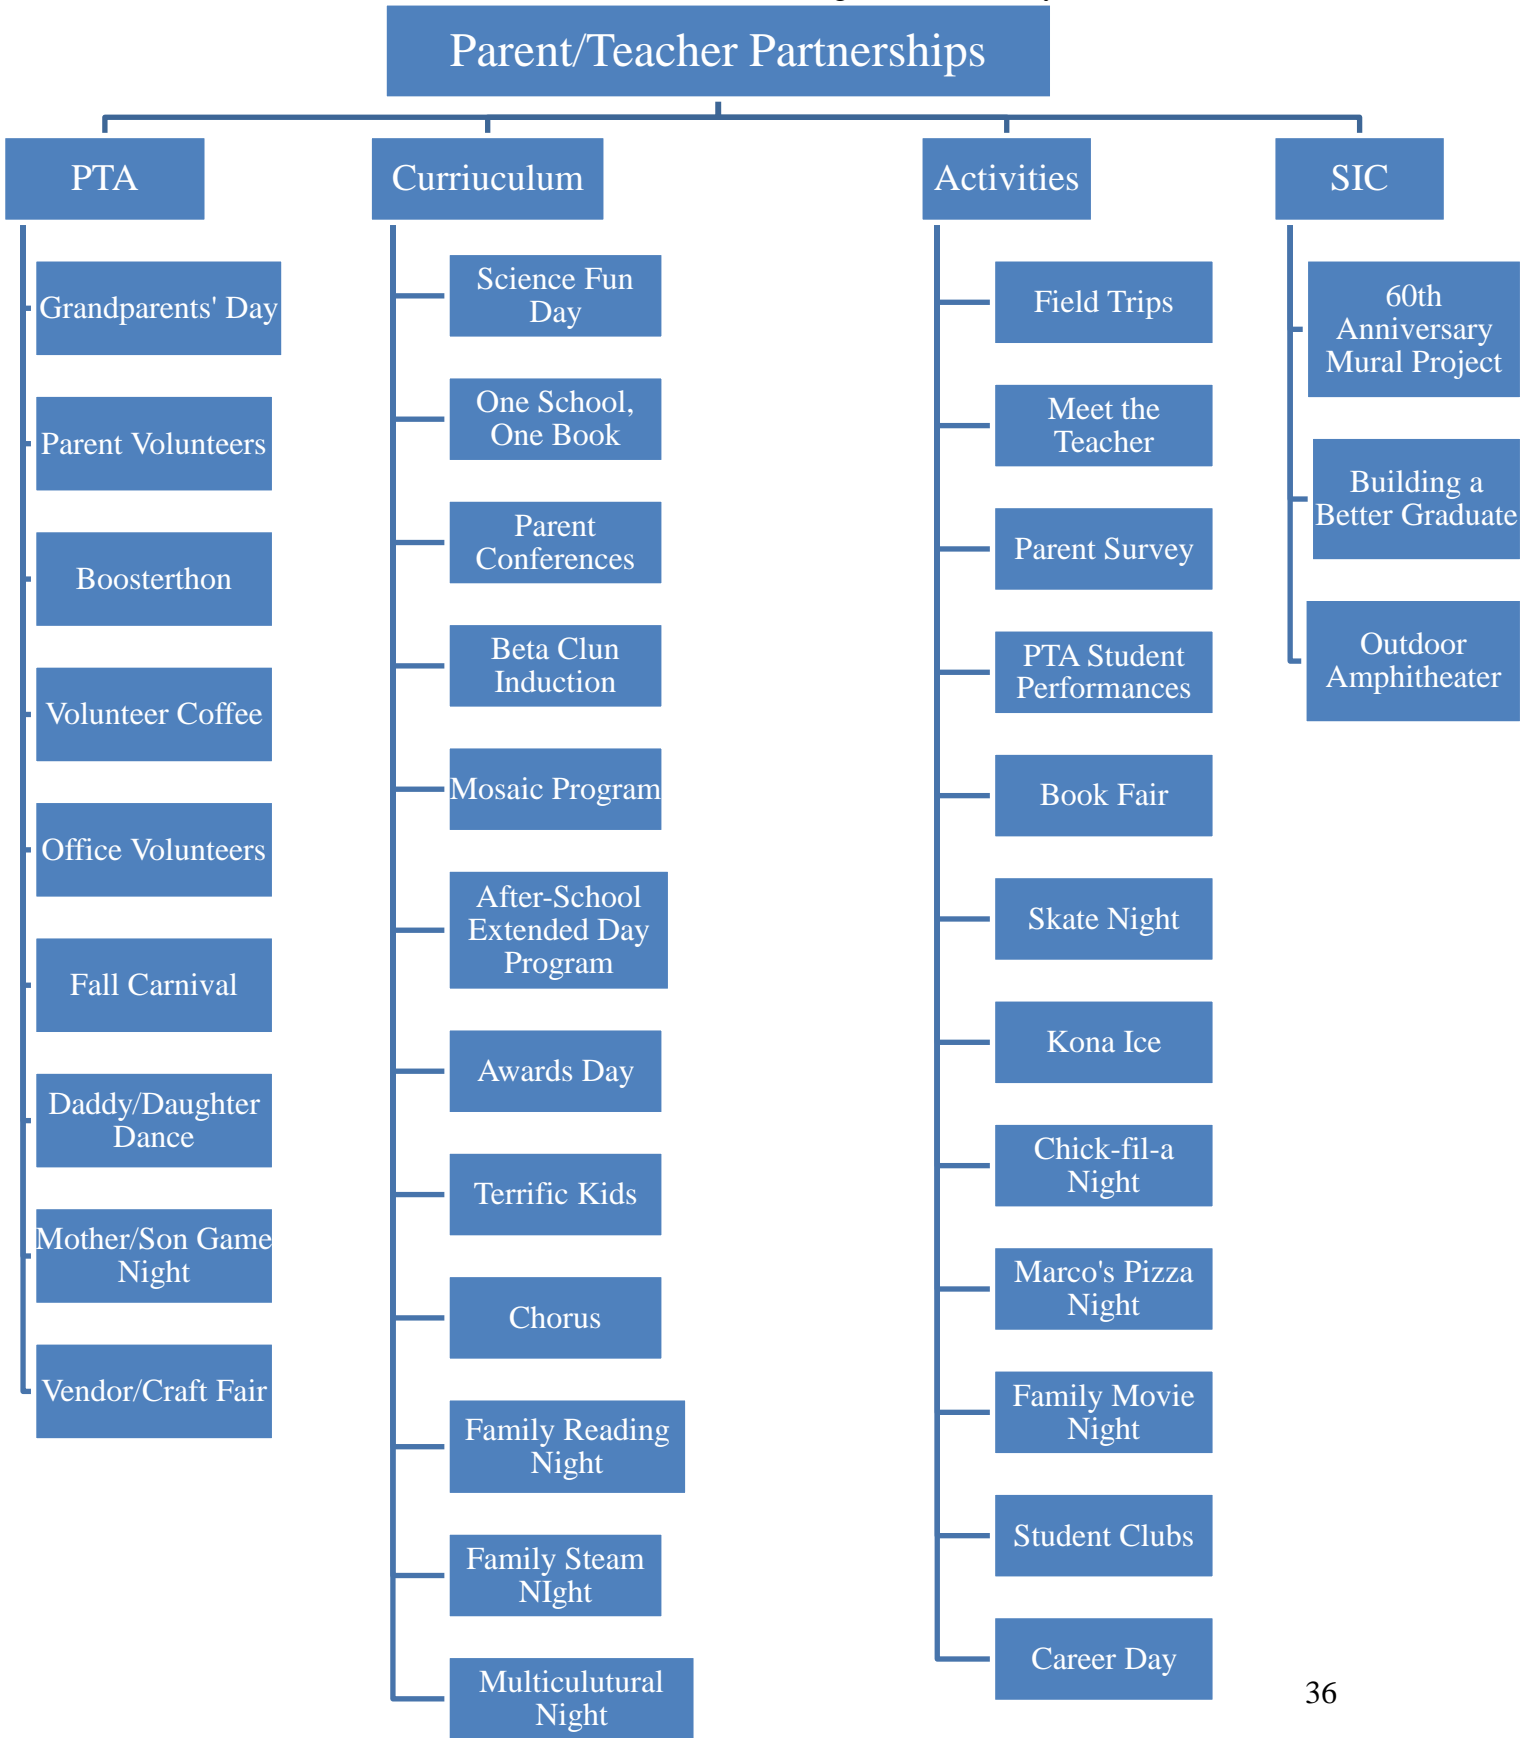 Parent/Teacher Partnerships
PTA
Grandparents' Day
Parent Volunteers
Boosterthon
Volunteer Coffee
Office Volunteers
Fall Carnival
Daddy/Daughter
Dance
Mother/Son Game
Night
Vendor/Craft Fair
Curriuculum
Science Fun
Day
One School,
One Book
Parent
Conferences
Beta Clun
Induction
Mosaic Program
After-School
Extended Day
Program
Awards Day
Terrific Kids
Chorus
Family Reading
Night
Family Steam
NIght
Multiculutural
Night
Activities
Field Trips
Meet the
Teacher
Parent Survey
PTA Student
Performances
Book Fair
Skate Night
Kona Ice
Chick-fil-a
Night
Marco's Pizza
Night
Family Movie
Night
Student Clubs
Career Day
SIC
60th
Anniversary
Mural Project
Building a
Better Graduate
Outdoor
Amphitheater
36